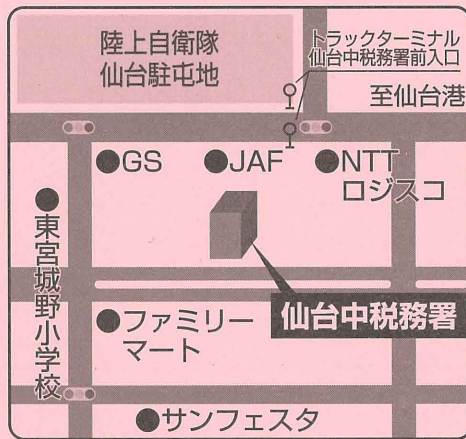 陸上自衛隊
仙台駐屯地
トラックターミナル
仙台中税務署前入口
至仙台港
●GS
●JAF
●NTT
ロジスコ
●東宮城野小学校
仙台中税務署
●ファミリー
マート
●サンフェスタ